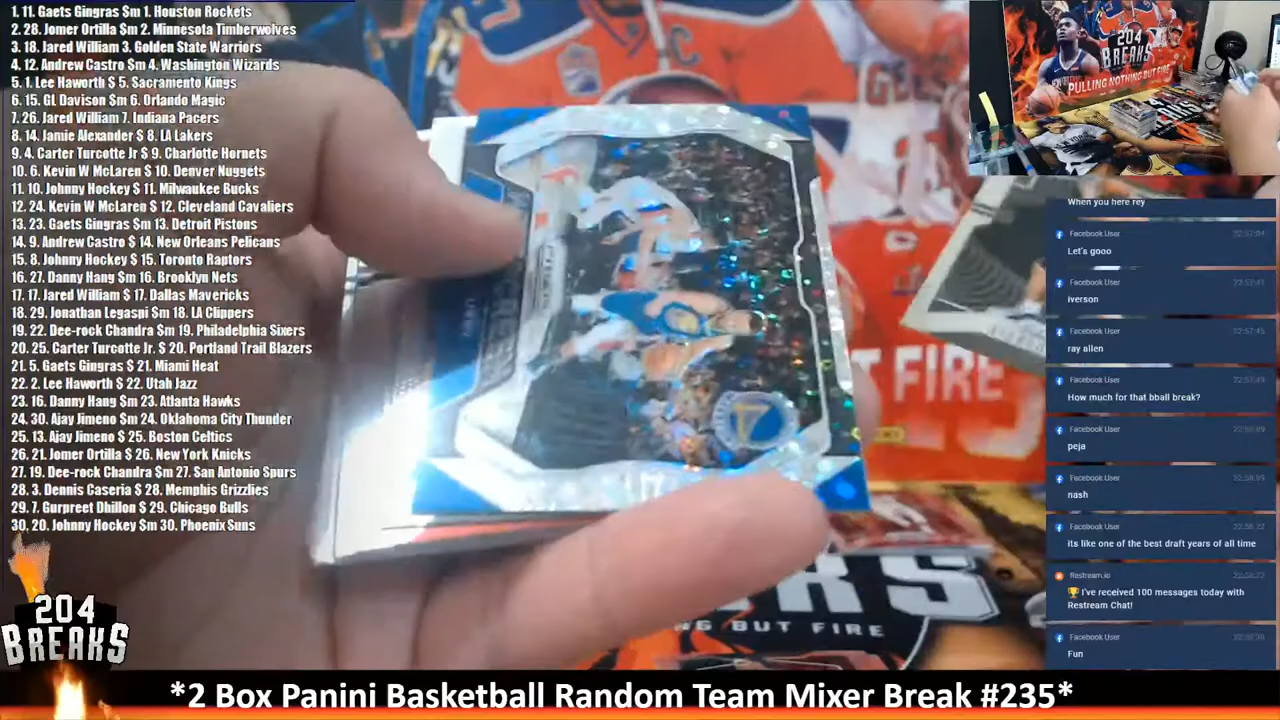 1. 11. Gaets Gingras $m 1. Houston Rockets
2. 28. Jomer Ortilla $m 2. Minnesota Timberwolves
3. 18. Jared William 3. Golden State Warriors
4. 12. Andrew Castro $m 4. Washington Wizards
5. 1. Lee Haworth $ 5. Sacramento Kings
6. 15. GL Davison $m 6. Orlando Magic
7. 26. Jared William 7. Indiana Pacers
8. 14. Jamie Alexander $ 8. LA Lakers
9. 4. Carter Turcotte Jr $ 9. Charlotte Hornets
10. 6. Kevin W McLaren $ 10. Denver Nuggets
11. 10. Johnny Hockey $ 11. Milwaukee Bucks
12. 24. Kevin W McLaren $ 12. Cleveland Cavaliers
13. 23. Gaets Gingras $m 13. Detroit Pistons
14. 9. Andrew Castro $ 14. New Orleans Pelicans
15. 8. Johnny Hockey $ 15. Toronto Raptors
16. 27. Danny Hang $m 16. Brooklyn Nets
17. 17. Jared William $ 17. Dallas Mavericks
18. 29. Jonathan Legaspi $m 18. LA Clippers
19. 22. Dee-rock Chandra $m 19. Philadelphia Sixers
20. 25. Carter Turcotte Jr. $ 20. Portland Trail Blazers
21. 5. Gaets Gingras $ 21. Miami Heat
22. 2. Lee Haworth $ 22. Utah Jazz
23. 16. Danny Hang $m 23. Atlanta Hawks
24. 30. Ajay Jimeno $m 24. Oklahoma City Thunder
25. 13. Ajay Jimeno $ 25. Boston Celtics
26. 21. Jomer Ortilla $ 26. New York Knicks
27. 19. Dee-rock Chandra $m 27. San Antonio Spurs
28. 3. Dennis Caseria $ 28. Memphis Grizzlies
29. 7. Gurpreet Dhillon $ 29. Chicago Bulls
30. 20. Johnny Hockey $m 30. Phoenix Suns
204
BREAKS
C
T FIRE
NG BUT FIRE
204
BREAKS
PULLING NOTHING BUT FIRE
When you here rey
Facebook User
Let's gooo
Facebook User
iverson
Facebook User
ray allen
Facebook User
How much for that bball break?
Facebook User
peja
Facebook User
nash
Facebook User
its like one of the best draft years of all time
Restream.io
🏆 I've received 100 messages today with
Restream Chat!
Facebook User
Fun
*2 Box Panini Basketball Random Team Mixer Break #235*